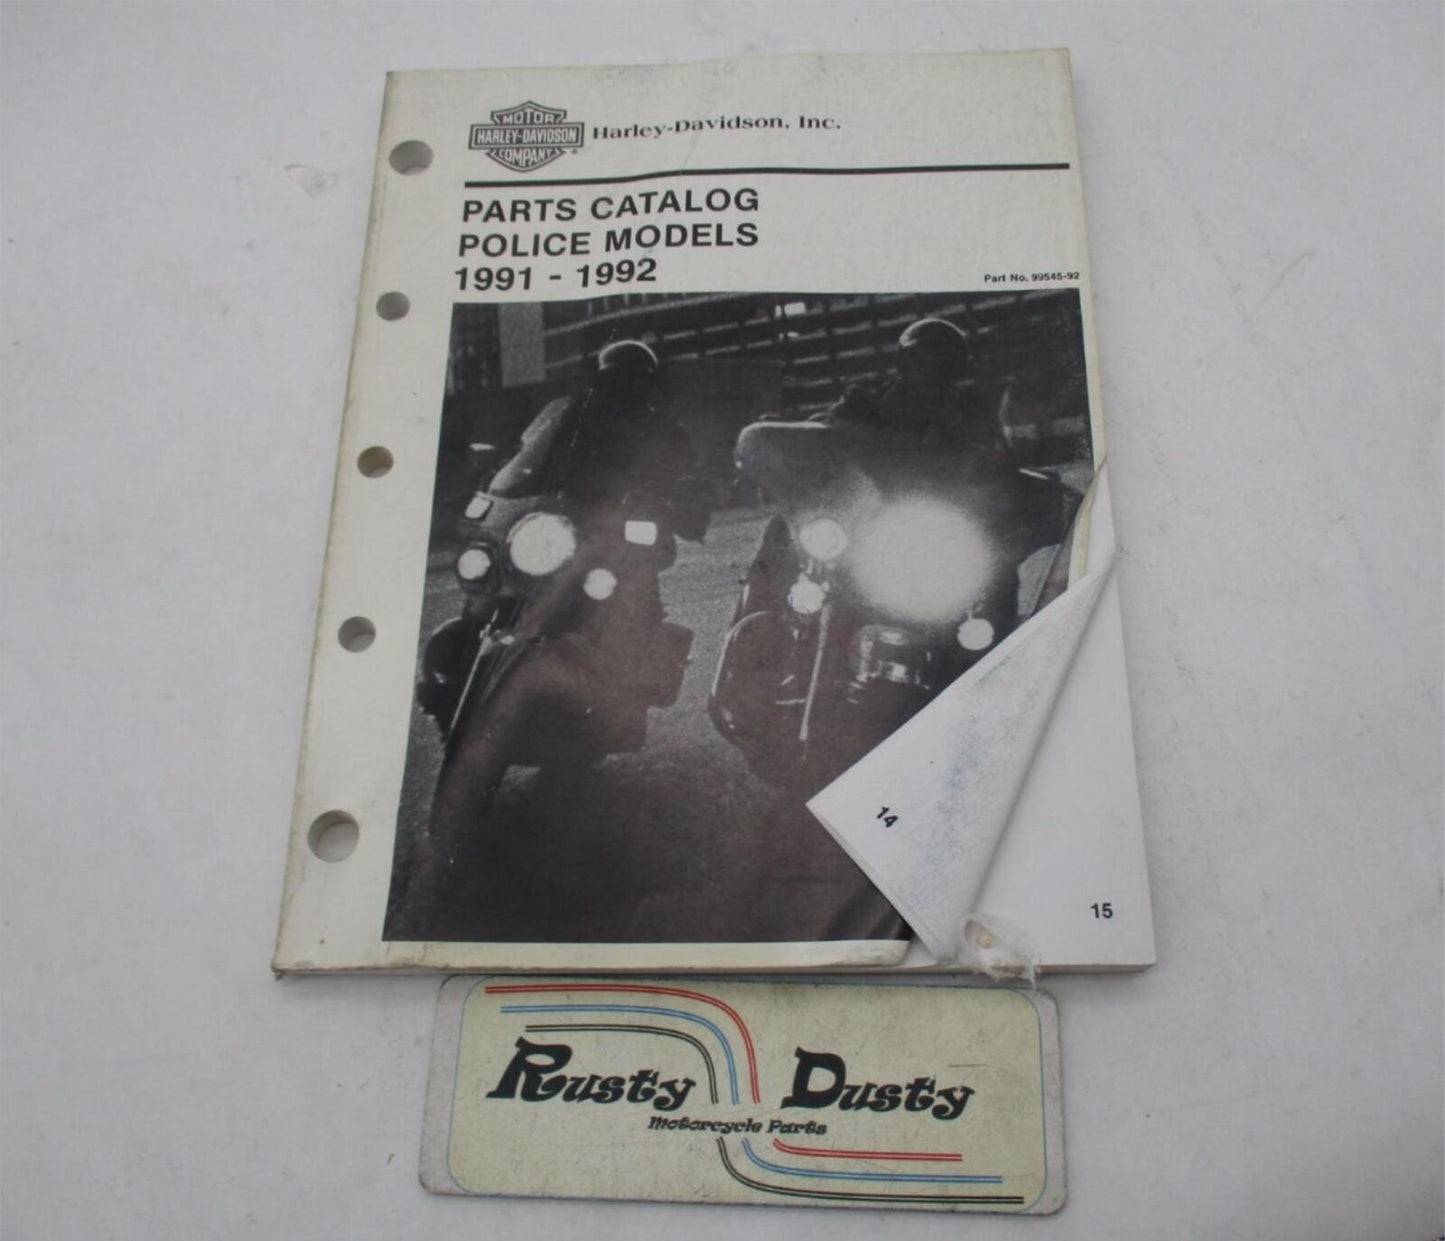 MOTOR
HARLEY-DAVIDSON
COMPANY
®
Harley-Davidson, Inc.
PARTS CATALOG
POLICE MODELS
1991 - 1992
Part No. 99545-92
14
15
Rusty Dusty
Motorcycle Parts